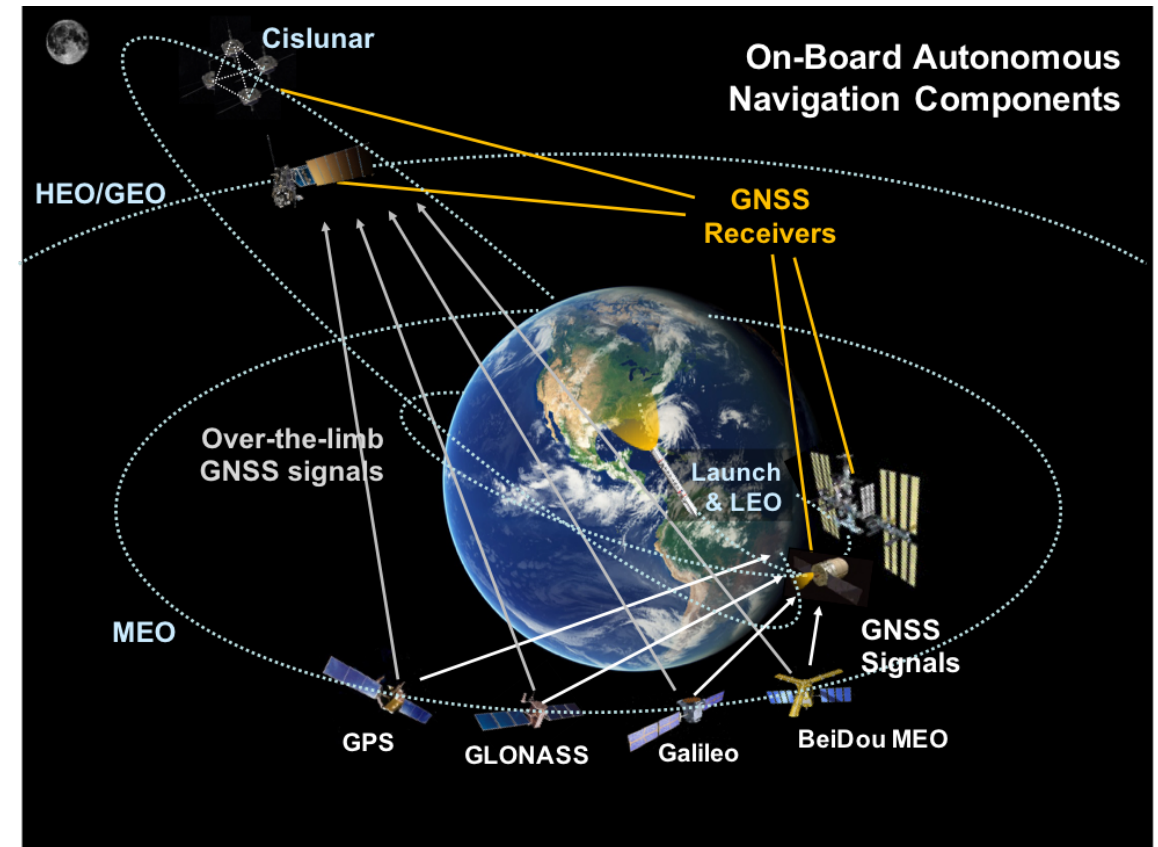 Cislunar
On-Board Autonomous
Navigation Components
HEO/GEO
GNSS
Receivers
Over-the-limb
GNSS signals
Launch
& LEO
MEO
GNSS
Signals
GPS
GLONASS
Galileo
BeiDou MEO